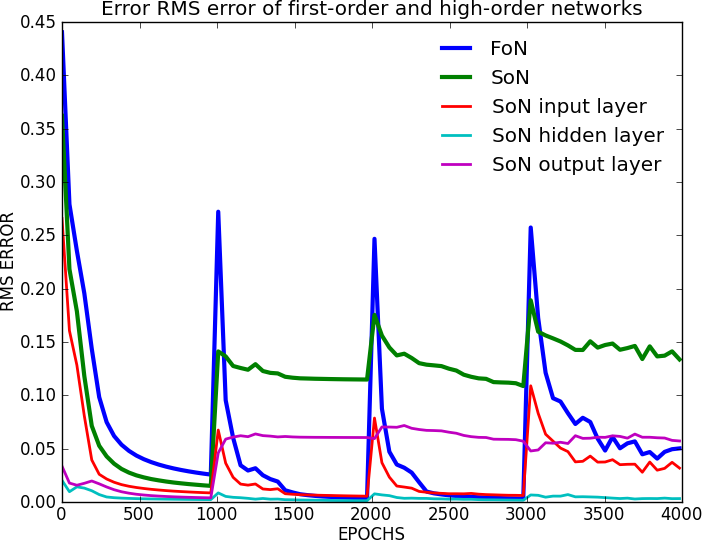 Error RMS error of first-order and high-order networks
0.45
0.40
0.35
0.30
0.25
0.20
0.15
0.10
0.05
0.00
RMS ERROR
FoN
SoN
SoN input layer
SoN hidden layer
SoN output layer
0 500 1000 1500 2000 2500 3000 3500 4000
EPOCHS